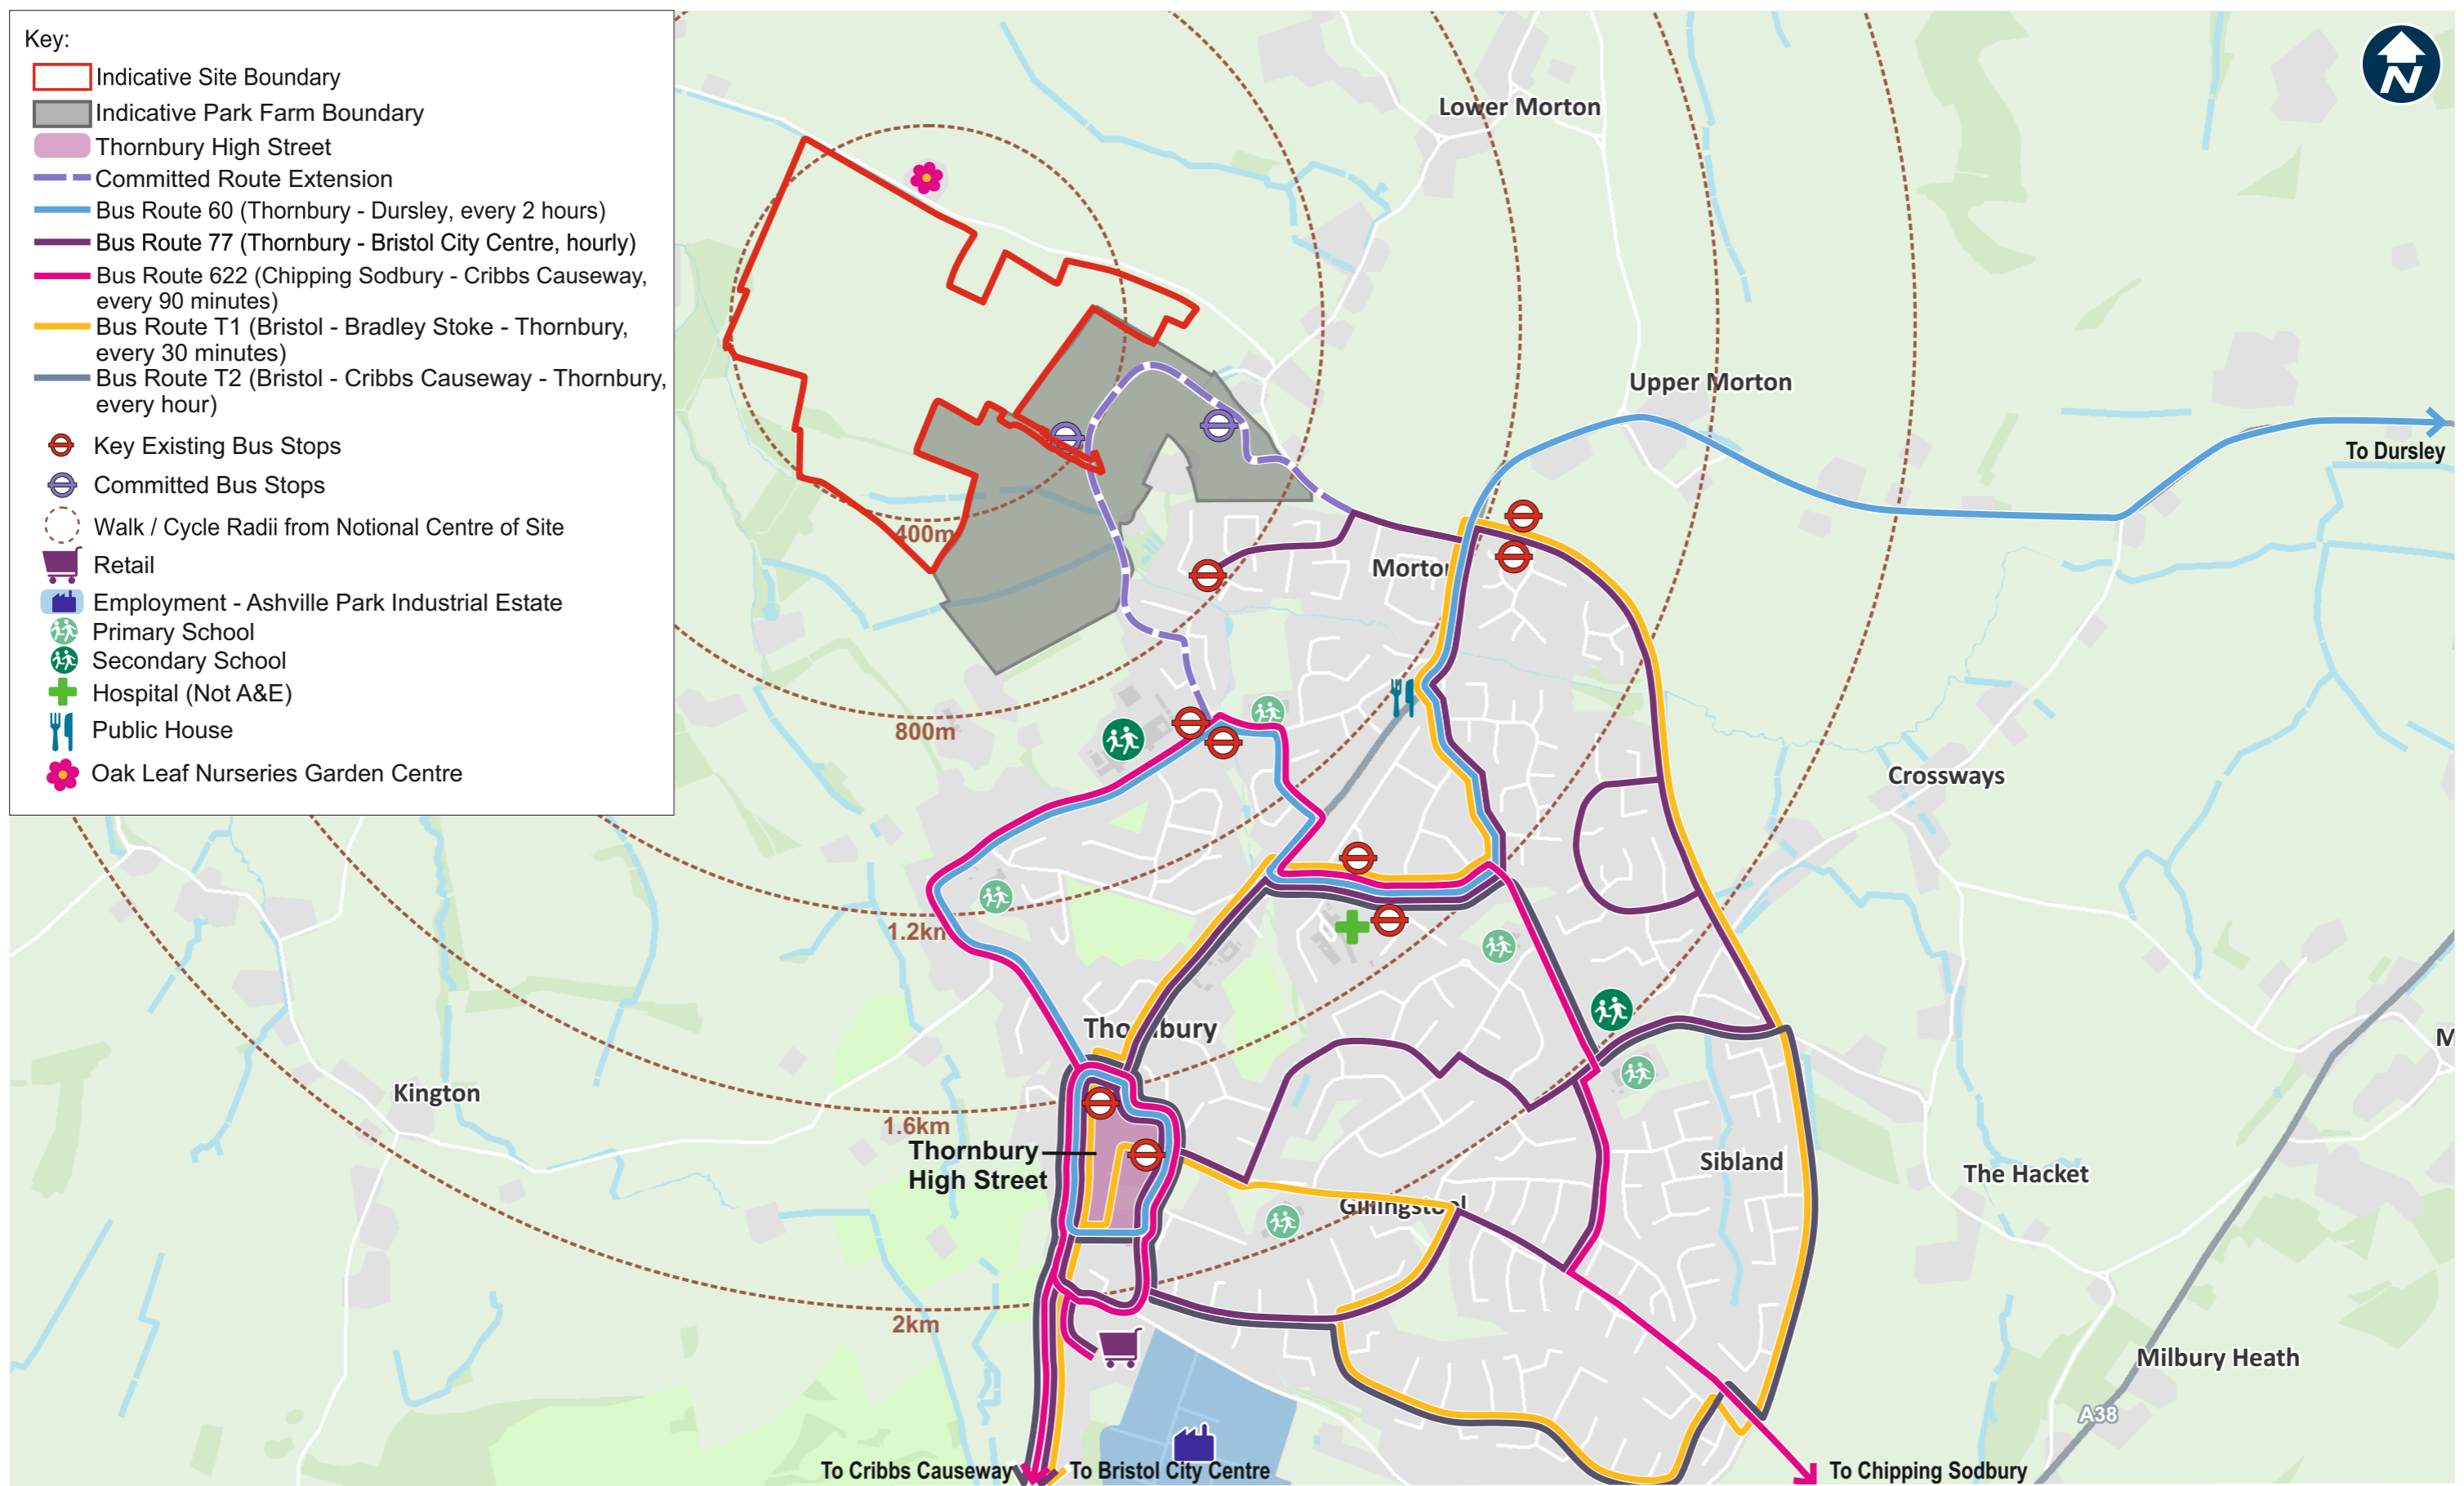 Key:
Indicative Site Boundary
Indicative Park Farm Boundary
Thornbury High Street
Committed Route Extension
Bus Route 60 (Thornbury - Dursley, every 2 hours)
Bus Route 77 (Thornbury - Bristol City Centre, hourly)
Bus Route 622 (Chipping Sodbury - Cribbs Causeway,
every 90 minutes)
Bus Route T1 (Bristol - Bradley Stoke - Thornbury,
every 30 minutes)
Bus Route T2 (Bristol - Cribbs Causeway - Thornbury,
every hour)
Key Existing Bus Stops
Committed Bus Stops
Walk / Cycle Radii from Notional Centre of Site
Retail
Employment - Ashville Park Industrial Estate
Primary School
Secondary School
Hospital (Not A&E)
Public House
Oak Leaf Nurseries Garden Centre
N
Lower Morton
Upper Morton
To Dursley
400m
Morton
800m
Crossways
1.2km
Thornbury
M
Kington
1.6km
Thornbury
High Street
Sibland
The Hacket
Gillingstool
2km
Milbury Heath
A38
To Cribbs Causeway
To Bristol City Centre
To Chipping Sodbury